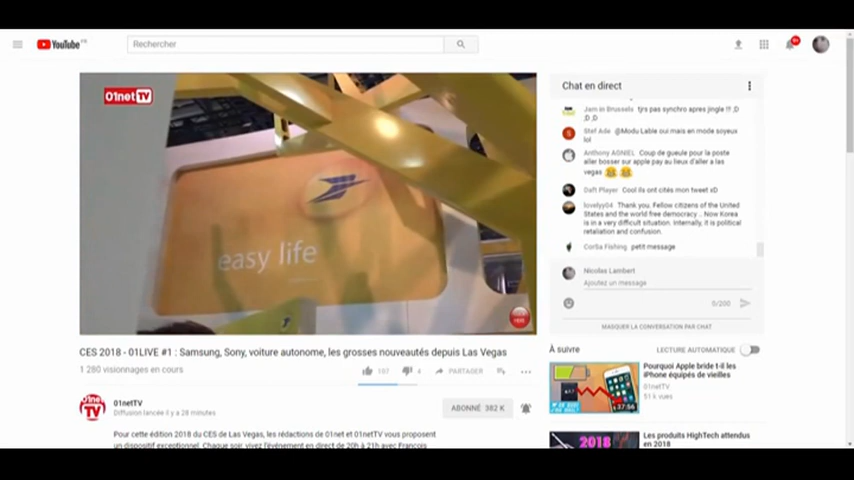 YouTube FR
Rechercher
9+
01net TV
easy life
CES 2018 - 01LIVE #1 : Samsung, Sony, voiture autonome, les grosses nouveautés depuis Las Vegas
1 280 visionnages en cours
107
4
PARTAGER
01netTV
Diffusion lancée il y a 28 minutes
ABONNÉ 382 K
Pour cette édition 2018 du CES de Las Vegas, les rédactions de 01net et 01netTV vous proposent
un dispositif exceptionnel. Chaque soir, vivez l'événement en direct de 20h à 21h avec François
Chat en direct
Jam in Brusselu tjrs pas synchro apres jingle !!! ;D
;D ;D
Stef Ade @Modu Lable oui mais en mode soyeux
lol
Anthony AGNIEL Coup de gueule pour la poste
aller bosser sur apple pay au lieus d'aller a las
vegas
Daft Player Cool ils ont cités mon tweet xD
lovelyy04 Thank you. Fellow citizens of the United
States and the world free democracy .. Now Korea
is in a very difficult situation. Internally, it is political
retaliation and confusion.
Corba Fishing petit message
Nicolas Lambert
Ajoutez un message
0/200
MASQUER LA CONVERSATION PAR CHAT
À suivre
LECTURE AUTOMATIQUE
Pourquoi Apple bride t-il les
iPhone équipés de vieilles
01netTV
51 k vues
37:56
Les produits HighTech attendus
en 2018
2018